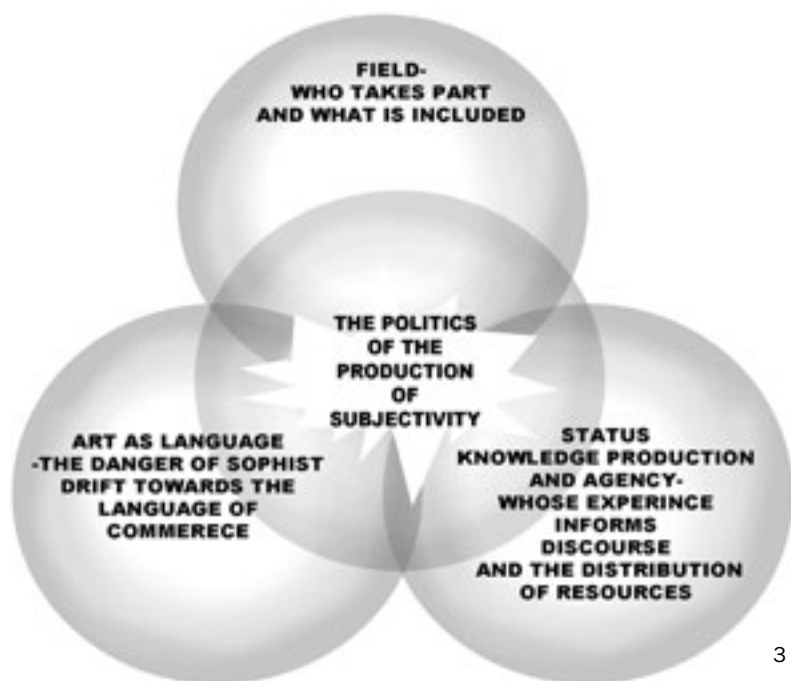 FIELD-
WHO TAKES PART
AND WHAT IS INCLUDED
THE POLITICS
OF THE
PRODUCTION
OF
SUBJECTIVITY
ART AS LANGUAGE
-THE DANGER OF SOPHIST
DRIFT TOWARDS THE
LANGUAGE OF
COMMERECE
STATUS
KNOWLEDGE PRODUCTION
AND AGENCY-
WHOSE EXPERINCE
INFORMS
DISCOURSE
AND THE DISTRIBUTION
OF RESOURCES
3